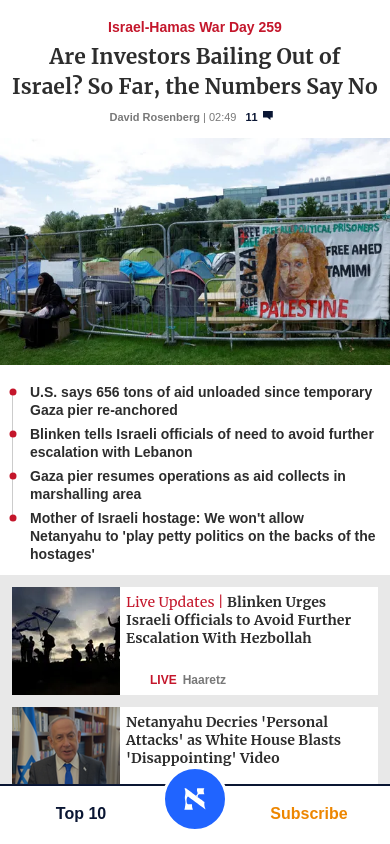 Israel-Hamas War Day 259
Are Investors Bailing Out of
Israel? So Far, the Numbers Say No
David Rosenberg | 02:49 11
FREE ALL POLITICAL PRISONERS
FREE
FREE
GAZA
FREE
FREE
FREE AHED
TAMIMI
PALESTINE
U.S. says 656 tons of aid unloaded since temporary
Gaza pier re-anchored
Blinken tells Israeli officials of need to avoid further
escalation with Lebanon
Gaza pier resumes operations as aid collects in
marshalling area
Mother of Israeli hostage: We won't allow
Netanyahu to 'play petty politics on the backs of the
hostages'
Live Updates | Blinken Urges
Israeli Officials to Avoid Further
Escalation With Hezbollah
LIVE Haaretz
Netanyahu Decries 'Personal
Attacks' as White House Blasts
'Disappointing' Video
Top 10
א
Subscribe